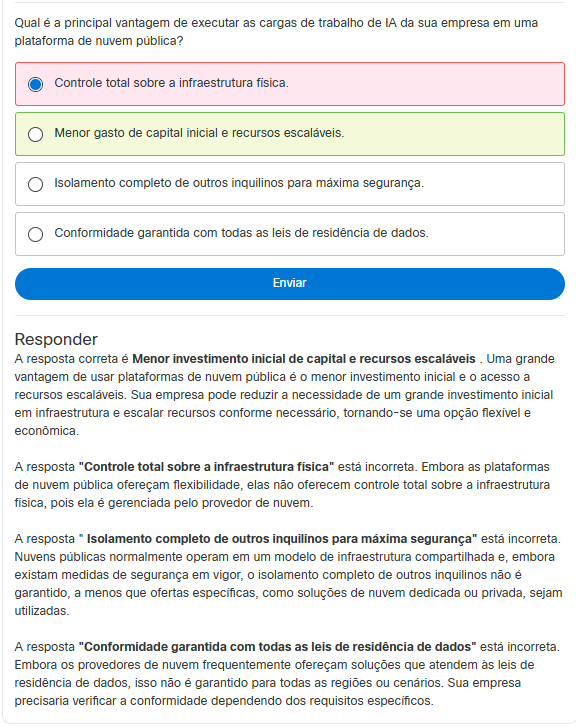 Qual é a principal vantagem de executar as cargas de trabalho de IA da sua empresa em uma
plataforma de nuvem pública?
Controle total sobre a infraestrutura física.
Menor gasto de capital inicial e recursos escaláveis.
Isolamento completo de outros inquilinos para máxima segurança.
Conformidade garantida com todas as leis de residência de dados.
Enviar
Responder
A resposta correta é Menor investimento inicial de capital e recursos escaláveis . Uma grande
vantagem de usar plataformas de nuvem pública é o menor investimento inicial e o acesso a
recursos escaláveis. Sua empresa pode reduzir a necessidade de um grande investimento inicial
em infraestrutura e escalar recursos conforme necessário, tornando-se uma opção flexível e
econômica.
A resposta "Controle total sobre a infraestrutura física" está incorreta. Embora as plataformas
de nuvem pública ofereçam flexibilidade, elas não oferecem controle total sobre a infraestrutura
física, pois ela é gerenciada pelo provedor de nuvem.
A resposta " Isolamento completo de outros inquilinos para máxima segurança" está incorreta.
Nuvens públicas normalmente operam em um modelo de infraestrutura compartilhada e, embora
existam medidas de segurança em vigor, o isolamento completo de outros inquilinos não é
garantido, a menos que ofertas específicas, como soluções de nuvem dedicada ou privada, sejam
utilizadas.
A resposta "Conformidade garantida com todas as leis de residência de dados" está incorreta.
Embora os provedores de nuvem frequentemente ofereçam soluções que atendem às leis de
residência de dados, isso não é garantido para todas as regiões ou cenários. Sua empresa
precisaria verificar a conformidade dependendo dos requisitos específicos.